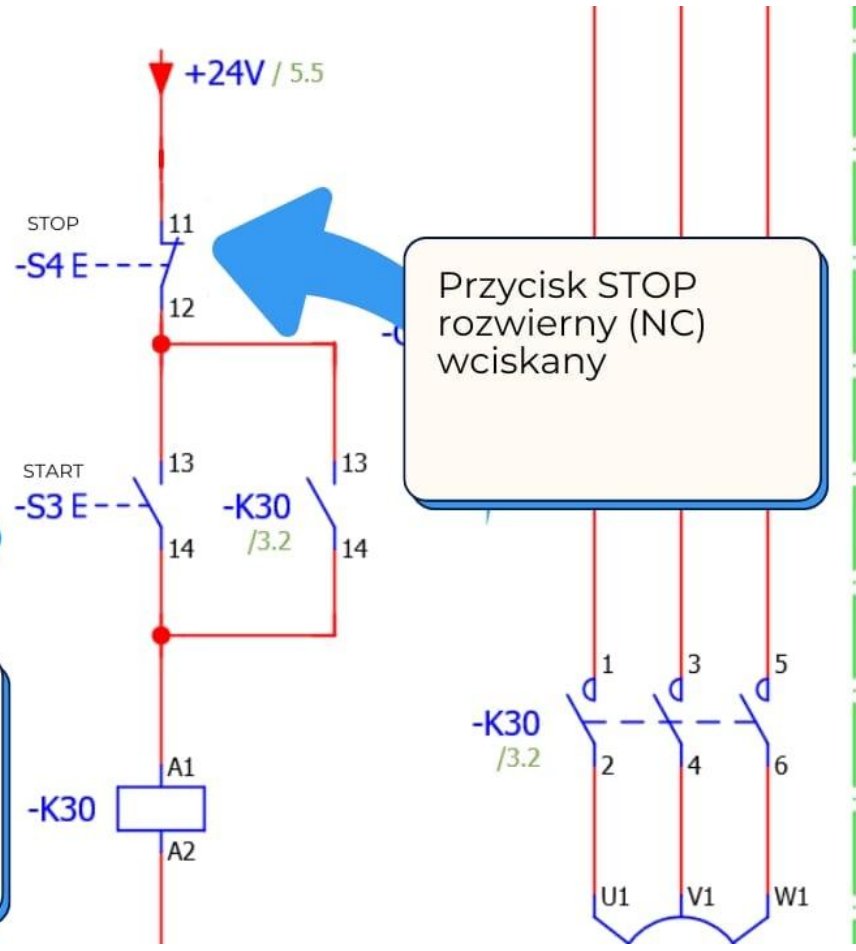 +24V / 5.5
STOP
11
-S4 E
12
Przycisk STOP
rozwierny (NC)
wciskany
START
13
13
-S3 E
-K30
/3.2
14
14
1
3
5
-K30
/3.2
2
4
6
A1
-K30
A2
U1
V1
W1